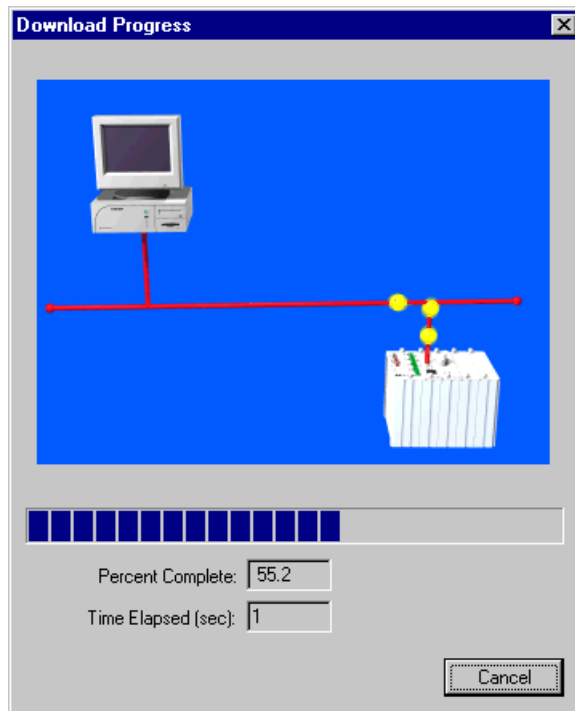 Download Progress
Percent Complete: 55.2
Time Elapsed (sec): 1
Cancel